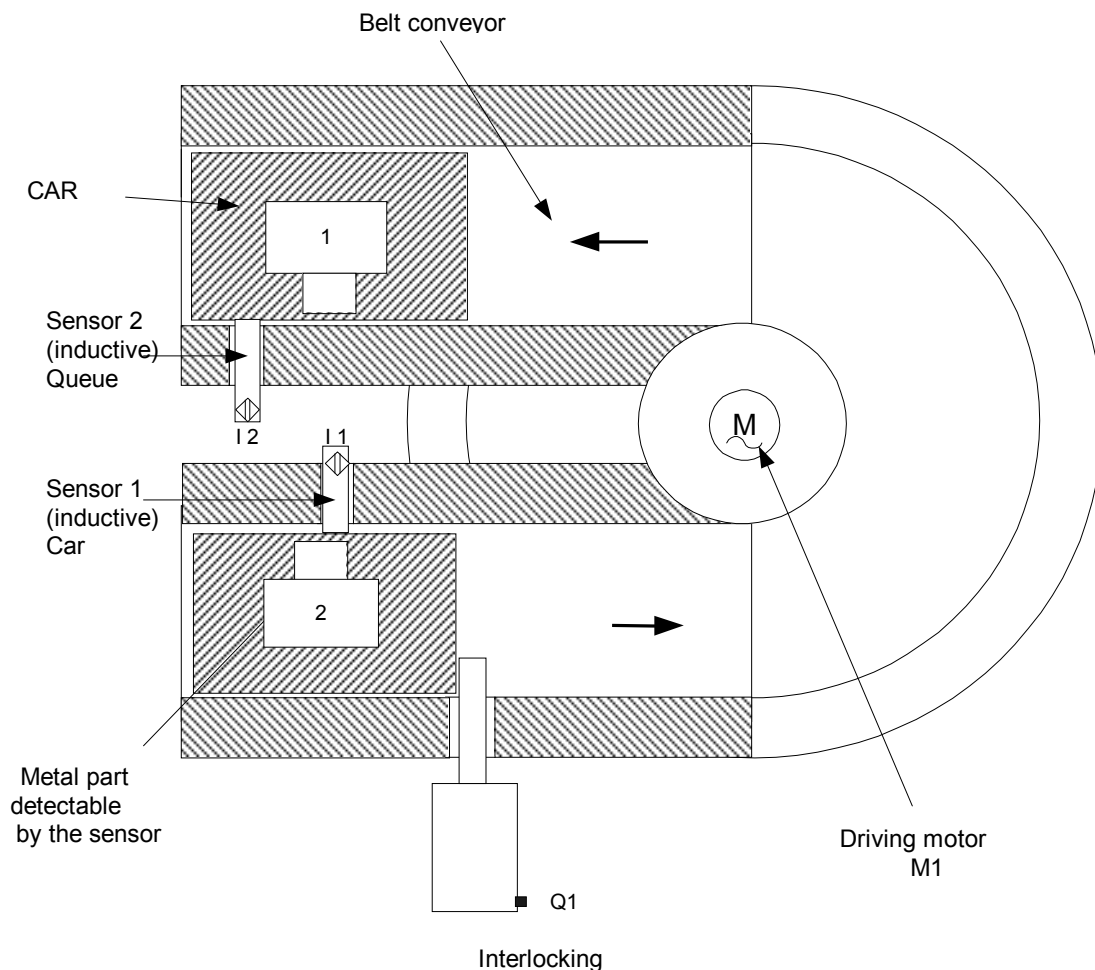 Belt conveyor
CAR
1
Sensor 2
(inductive)
Queue
I 2
I 1
M
Sensor 1
(inductive)
Car
2
Metal part
detectable
by the sensor
Driving motor
M1
Q1
Interlocking